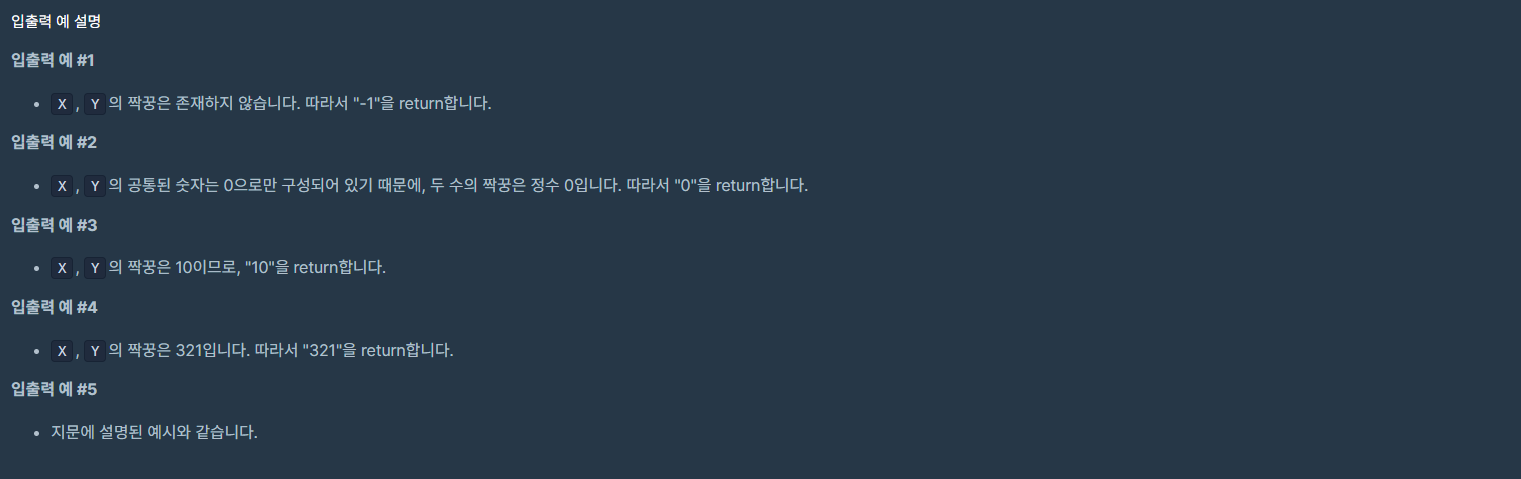 입출력 예 설명
입출력 예 #1
• X, Y의 짝꿍은 존재하지 않습니다. 따라서 "-1"을 return합니다.
입출력 예 #2
• X, Y의 공통된 숫자는 0으로만 구성되어 있기 때문에, 두 수의 짝꿍은 정수 0입니다. 따라서 "0"을 return합니다.
입출력 예 #3
• X, Y의 짝꿍은 10이므로, "10"을 return합니다.
입출력 예 #4
• X, Y의 짝꿍은 321입니다. 따라서 "321"을 return합니다.
입출력 예 #5
• 지문에 설명된 예시와 같습니다.